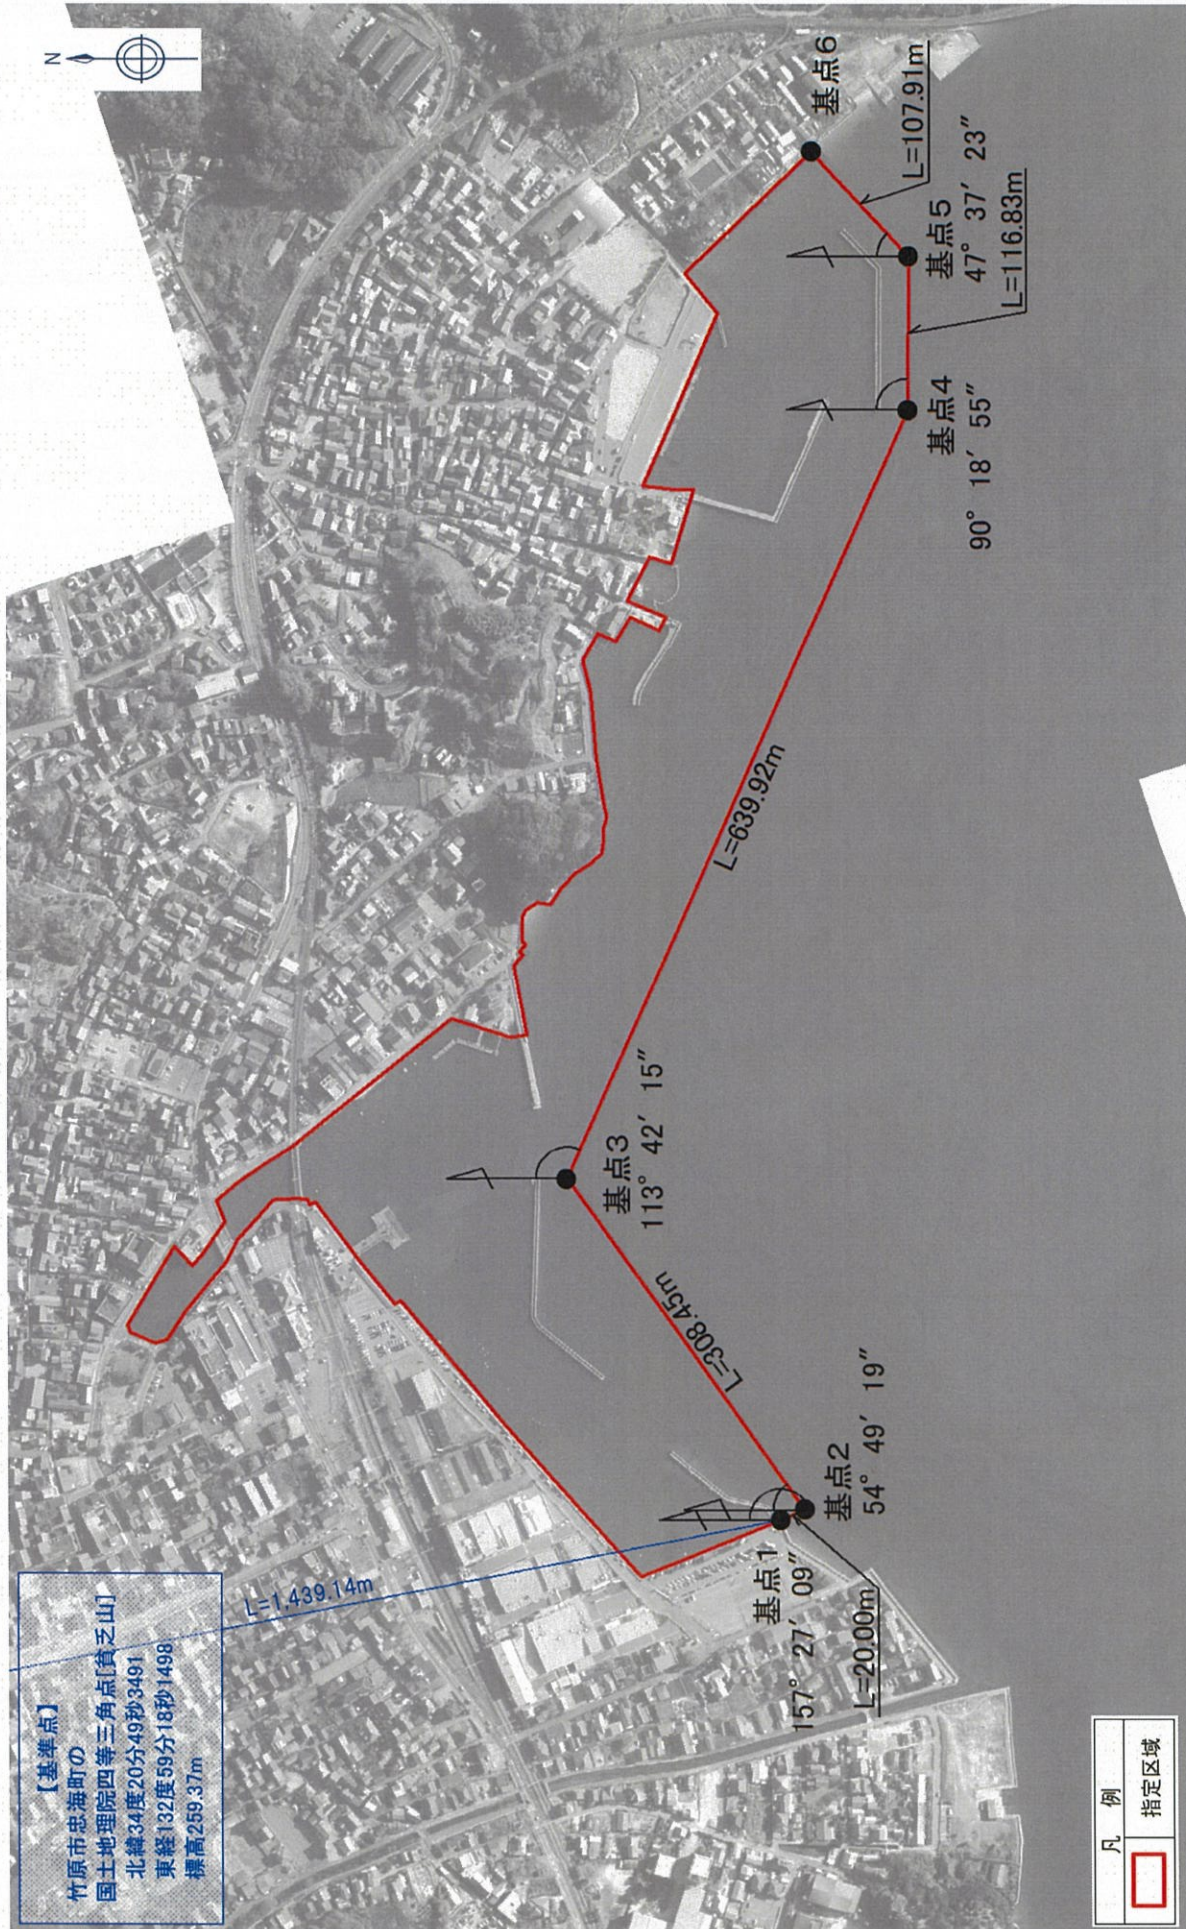 N
【基準点】
竹原市忠海町の
国土地理院四等三角点[貧乏山]
北緯34度20分49秒3491
東経132度59分18秒1498
標高259.37m
L=1,439.14m
基点1
157° 27′ 09″
L=20.00m
基点2
54° 49′ 19″
L=308.45m
基点3
113° 42′ 15″
L=639.92m
基点4
90° 18′ 55″
L=116.83m
基点5
47° 37′ 23″
L=107.91m
基点6
凡 例
指定区域